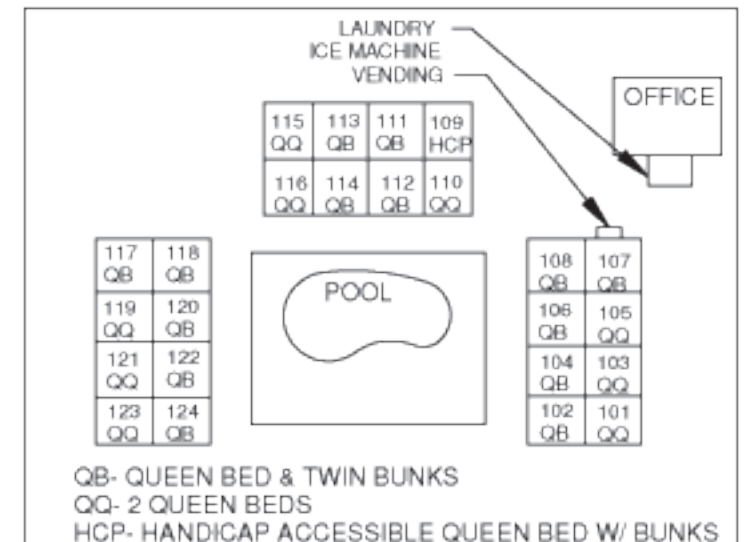 LAUNDRY
ICE MACHINE
VENDING
OFFICE
115 113 111 109
QQ QB QB HCP
116 114 112 110
QQ QB QB QQ
117 118
QB QB
119 120
QQ QB
121 122
QQ QB
123 124
QQ QB
POOL
108 107
QB QB
106 105
QB QQ
104 103
QB QQ
102 101
QB QQ
QB- QUEEN BED & TWIN BUNKS
QQ- 2 QUEEN BEDS
HCP- HANDICAP ACCESSIBLE QUEEN BED W/ BUNKS